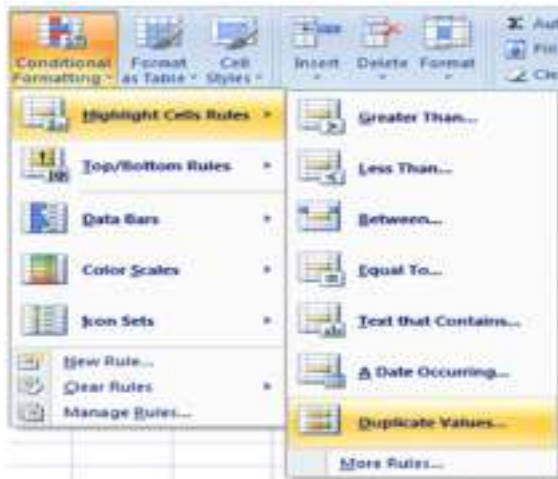 Conditional Formatting
Format as Table
Cell Styles
Insert
Delete
Format
Highlight Cells Rules
Top/Bottom Rules
Data Bars
Color Scales
Icon Sets
New Rule...
Clear Rules
Manage Rules...
Greater Than...
Less Than...
Between...
Equal To...
Text that Contains...
A Date Occurring...
Duplicate Values...
More Rules...